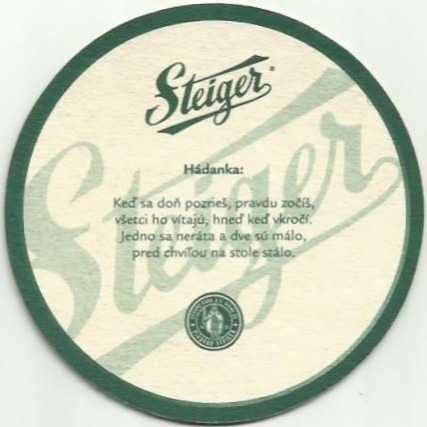 Steiger
Hádanka:
Keď sa doň pozrieš, pravdu zočíš,
všetci ho vítajú, hneď keď vkročí.
Jedno sa neráta a dve sú málo,
pred chvíľou na stole stálo.
Steiger